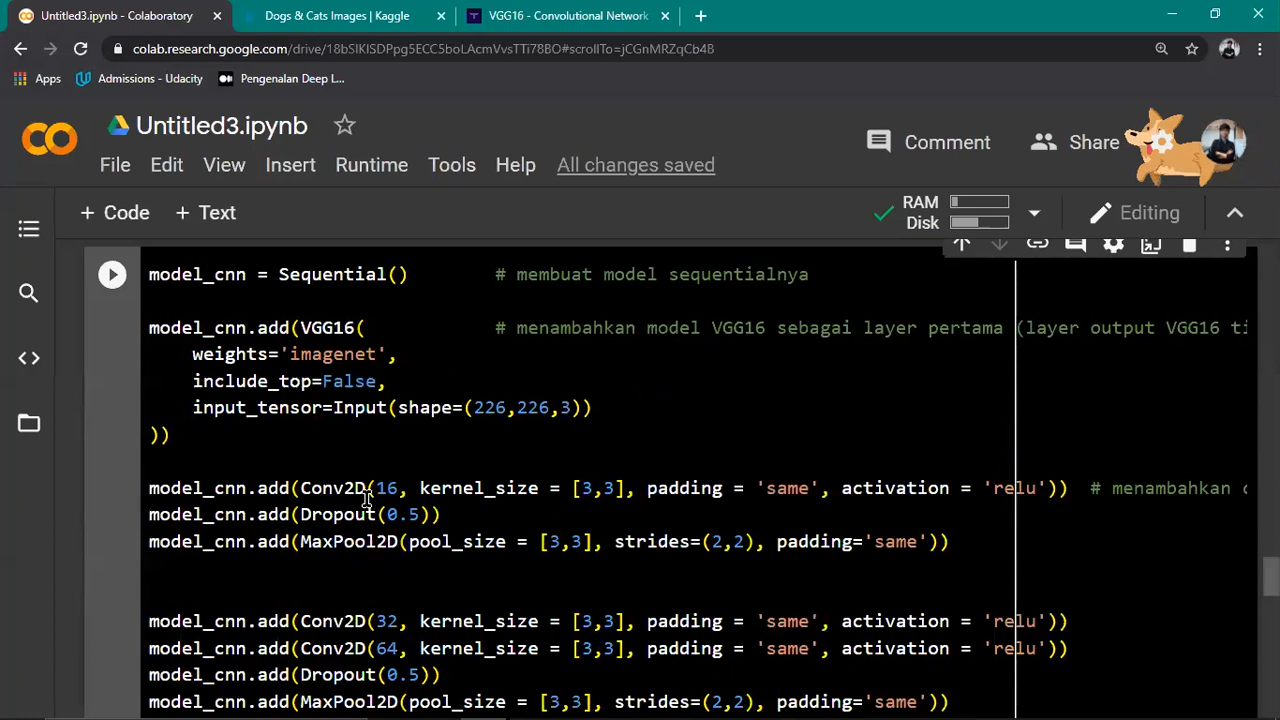 Untitled3.ipynb - Colaboratory
Dogs & Cats Images | Kaggle
VGG16 - Convolutional Network
colab.research.google.com/drive/18bSIKISDPpg5ECC5boLAcmVvsTTi78BO#scrollTo=jCGnMRZqCb4B
Apps
Admissions - Udacity
Pengenalan Deep L...
Untitled3.ipynb
Comment
Share
File Edit View Insert Runtime Tools Help All changes saved
+ Code + Text
RAM
Disk
Editing
model_cnn = Sequential() # membuat model sequentialnya
model_cnn.add(VGG16( # menambahkan model VGG16 sebagai layer pertama (layer output VGG16 ti
weights='imagenet',
include_top=False,
input_tensor=Input(shape=(226,226,3))
))
model_cnn.add(Conv2D(16, kernel_size = [3,3], padding = 'same', activation = 'relu')) # menambahkan c
model_cnn.add(Dropout(0.5))
model_cnn.add(MaxPool2D(pool_size = [3,3], strides=(2,2), padding='same'))
model_cnn.add(Conv2D(32, kernel_size = [3,3], padding = 'same', activation = 'relu'))
model_cnn.add(Conv2D(64, kernel_size = [3,3], padding = 'same', activation = 'relu'))
model_cnn.add(Dropout(0.5))
model_cnn.add(MaxPool2D(pool_size = [3,3], strides=(2,2), padding='same'))